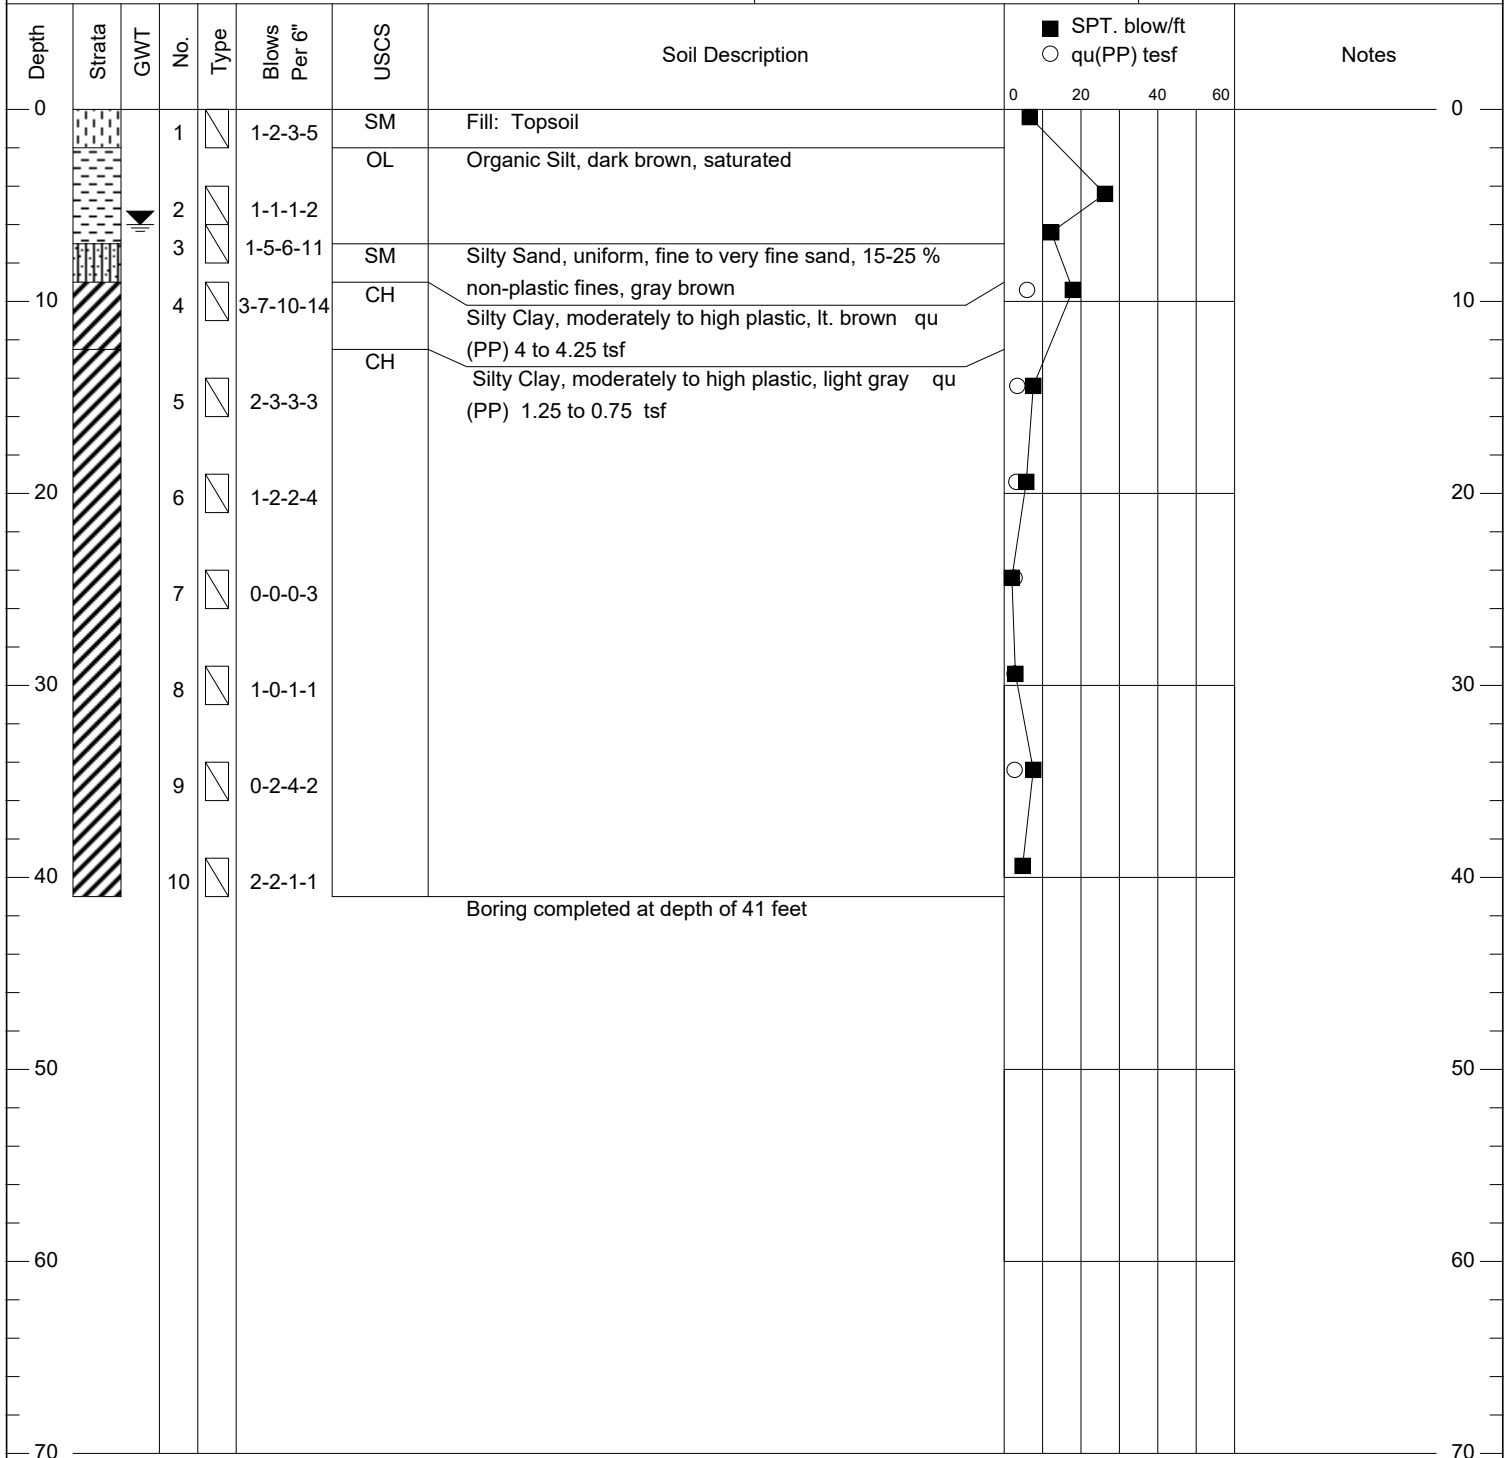 Depth
Strata
GWT
No.
Type
Blows
Per 6"
USCS
Soil Description
SPT. blow/ft
qu(PP) tesf
0 20 40 60
Notes
0 0
1 1-2-3-5 SM Fill: Topsoil
OL Organic Silt, dark brown, saturated
2 1-1-1-2
3 1-5-6-11
SM Silty Sand, uniform, fine to very fine sand, 15-25 %
non-plastic fines, gray brown
10 4 3-7-10-14 CH 10
Silty Clay, moderately to high plastic, lt. brown qu
(PP) 4 to 4.25 tsf
CH
Silty Clay, moderately to high plastic, light gray qu
5 2-3-3-3
(PP) 1.25 to 0.75 tsf
20 6 1-2-2-4 20
7 0-0-0-3
30 8 1-0-1-1 30
9 0-2-4-2
40 10 2-2-1-1 40
Boring completed at depth of 41 feet
50 50
60 60
70 70